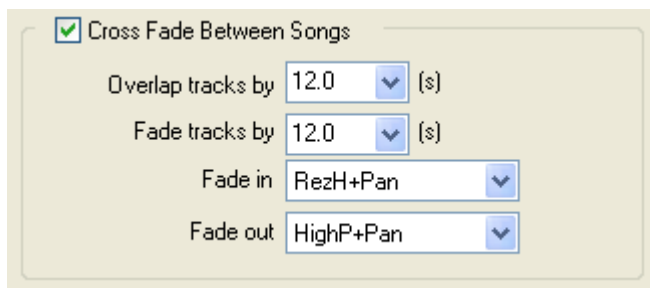 Cross Fade Between Songs
Overlap tracks by 12.0 (s)
Fade tracks by 12.0 (s)
Fade in RezH+Pan
Fade out HighP+Pan